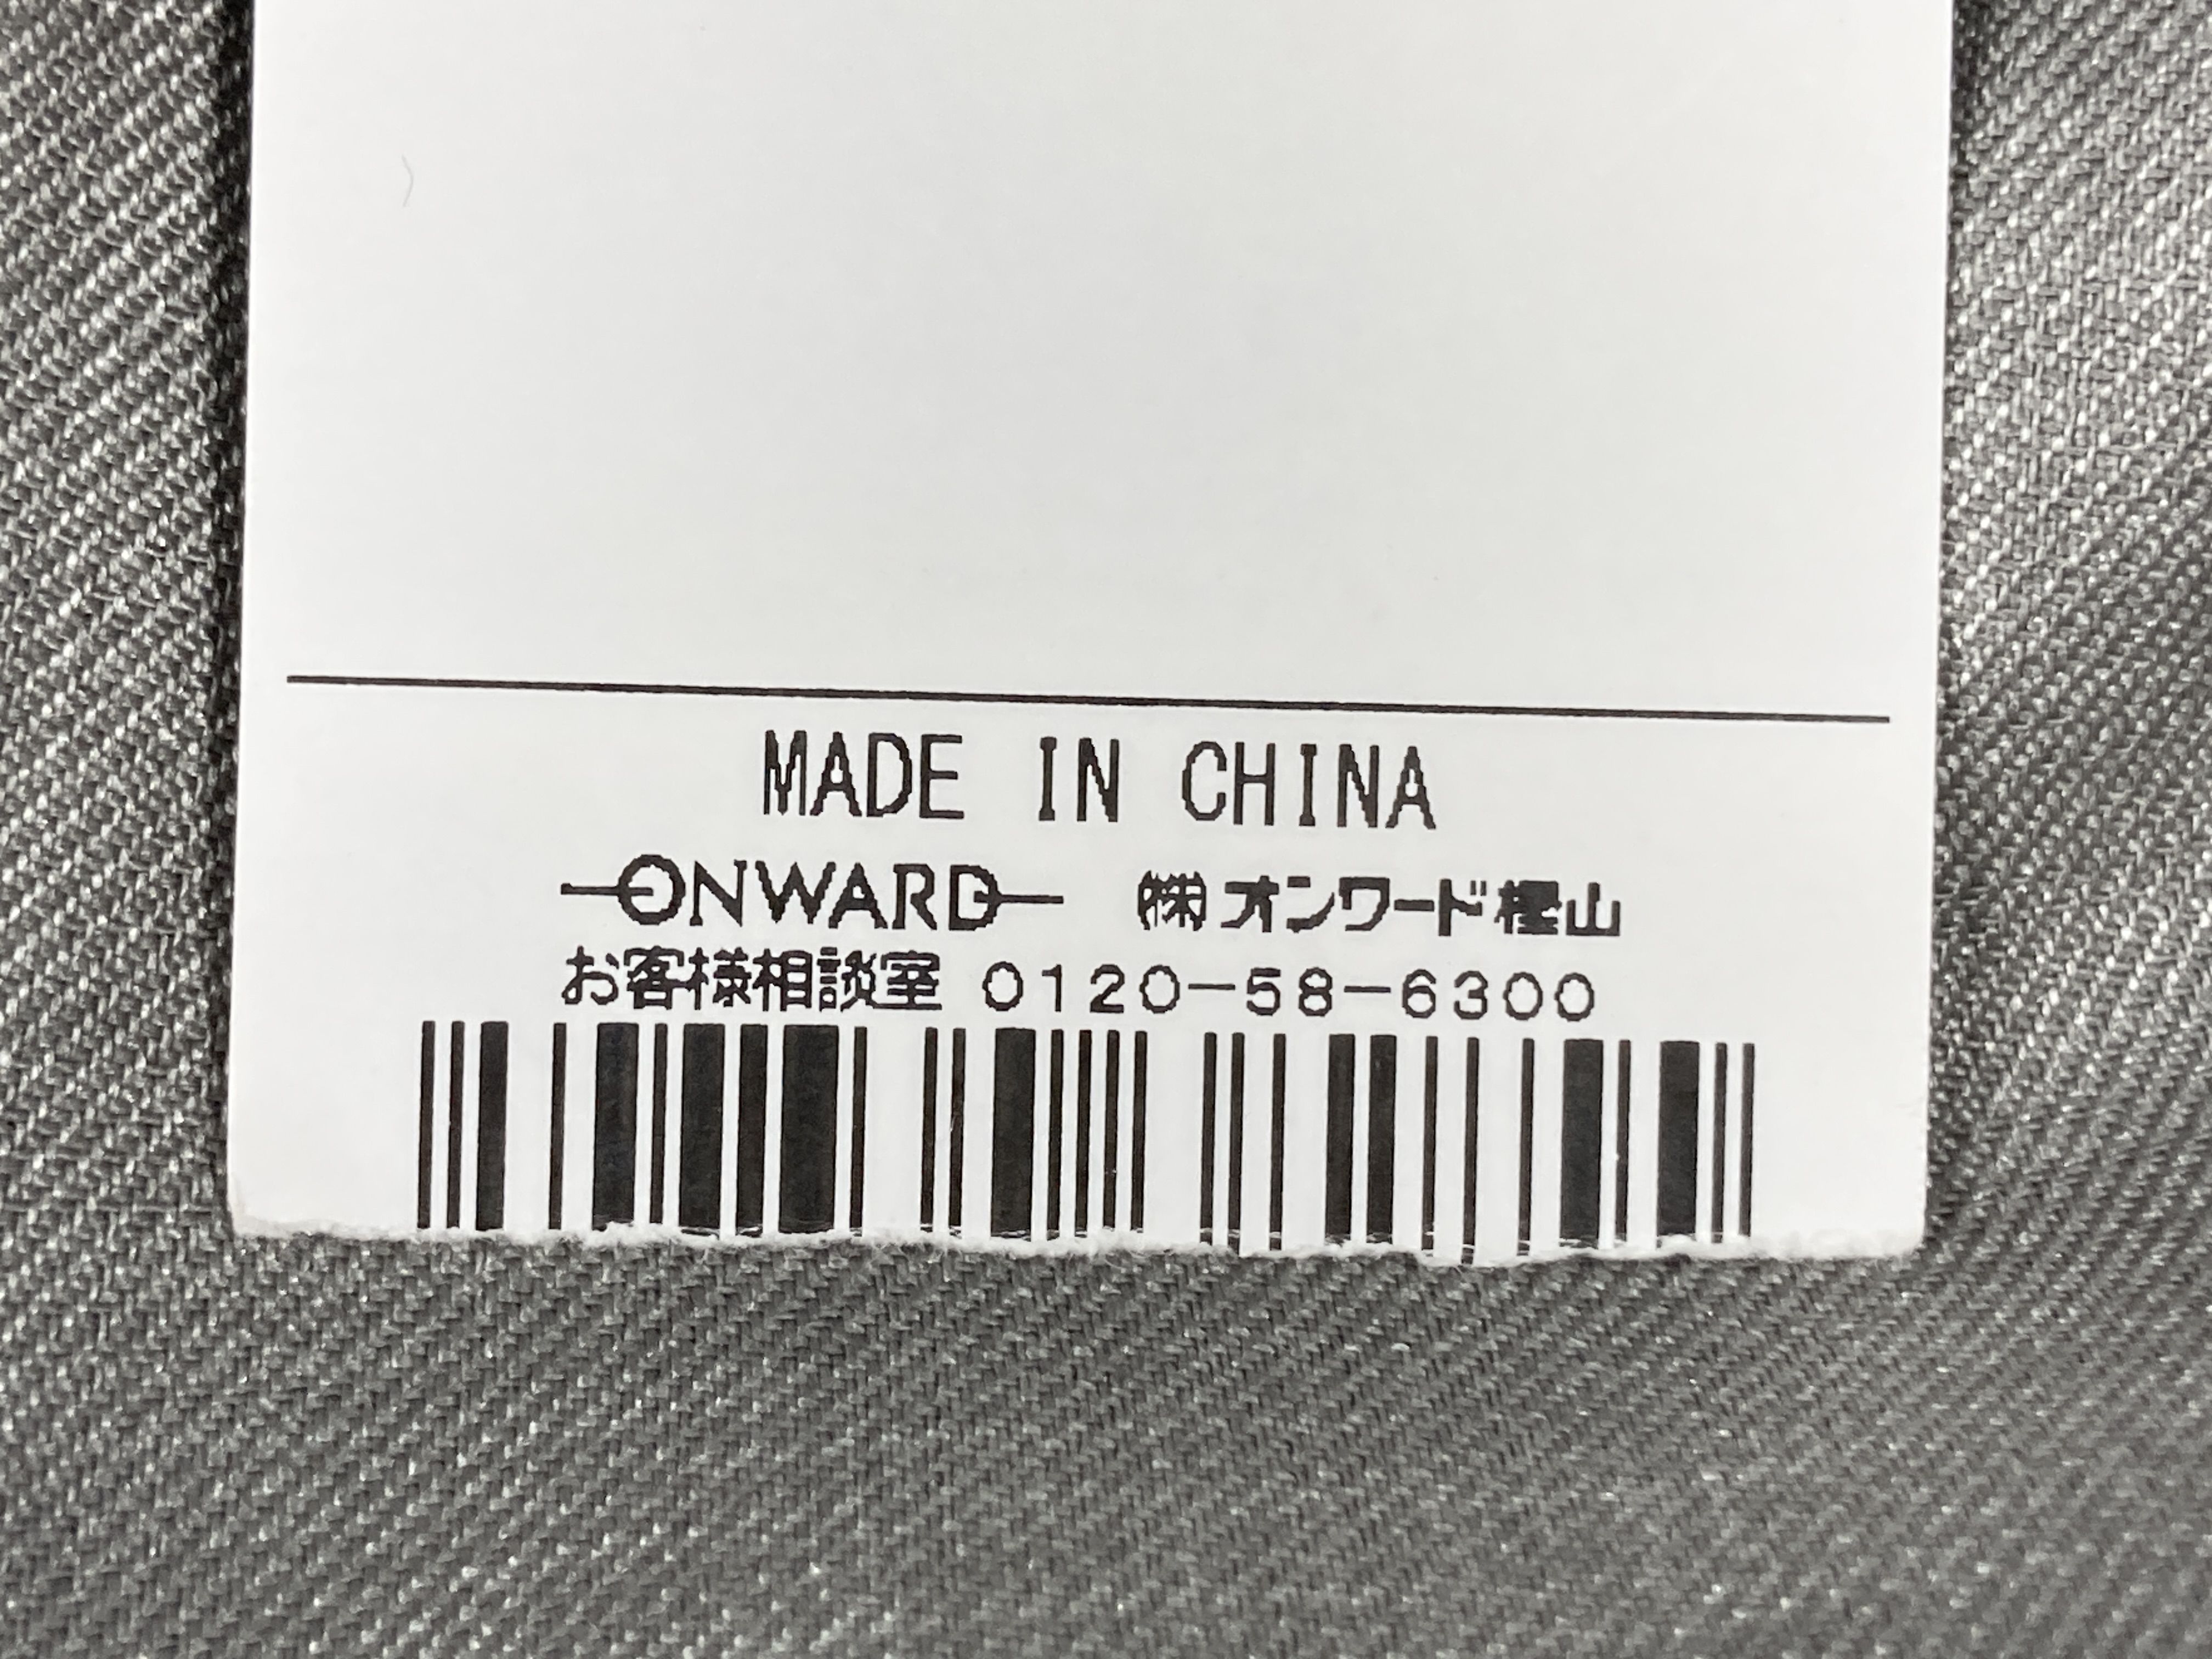 MADE IN CHINA
ONWARD ㈱オンワード樫山
お客様相談室 0120-58-6300